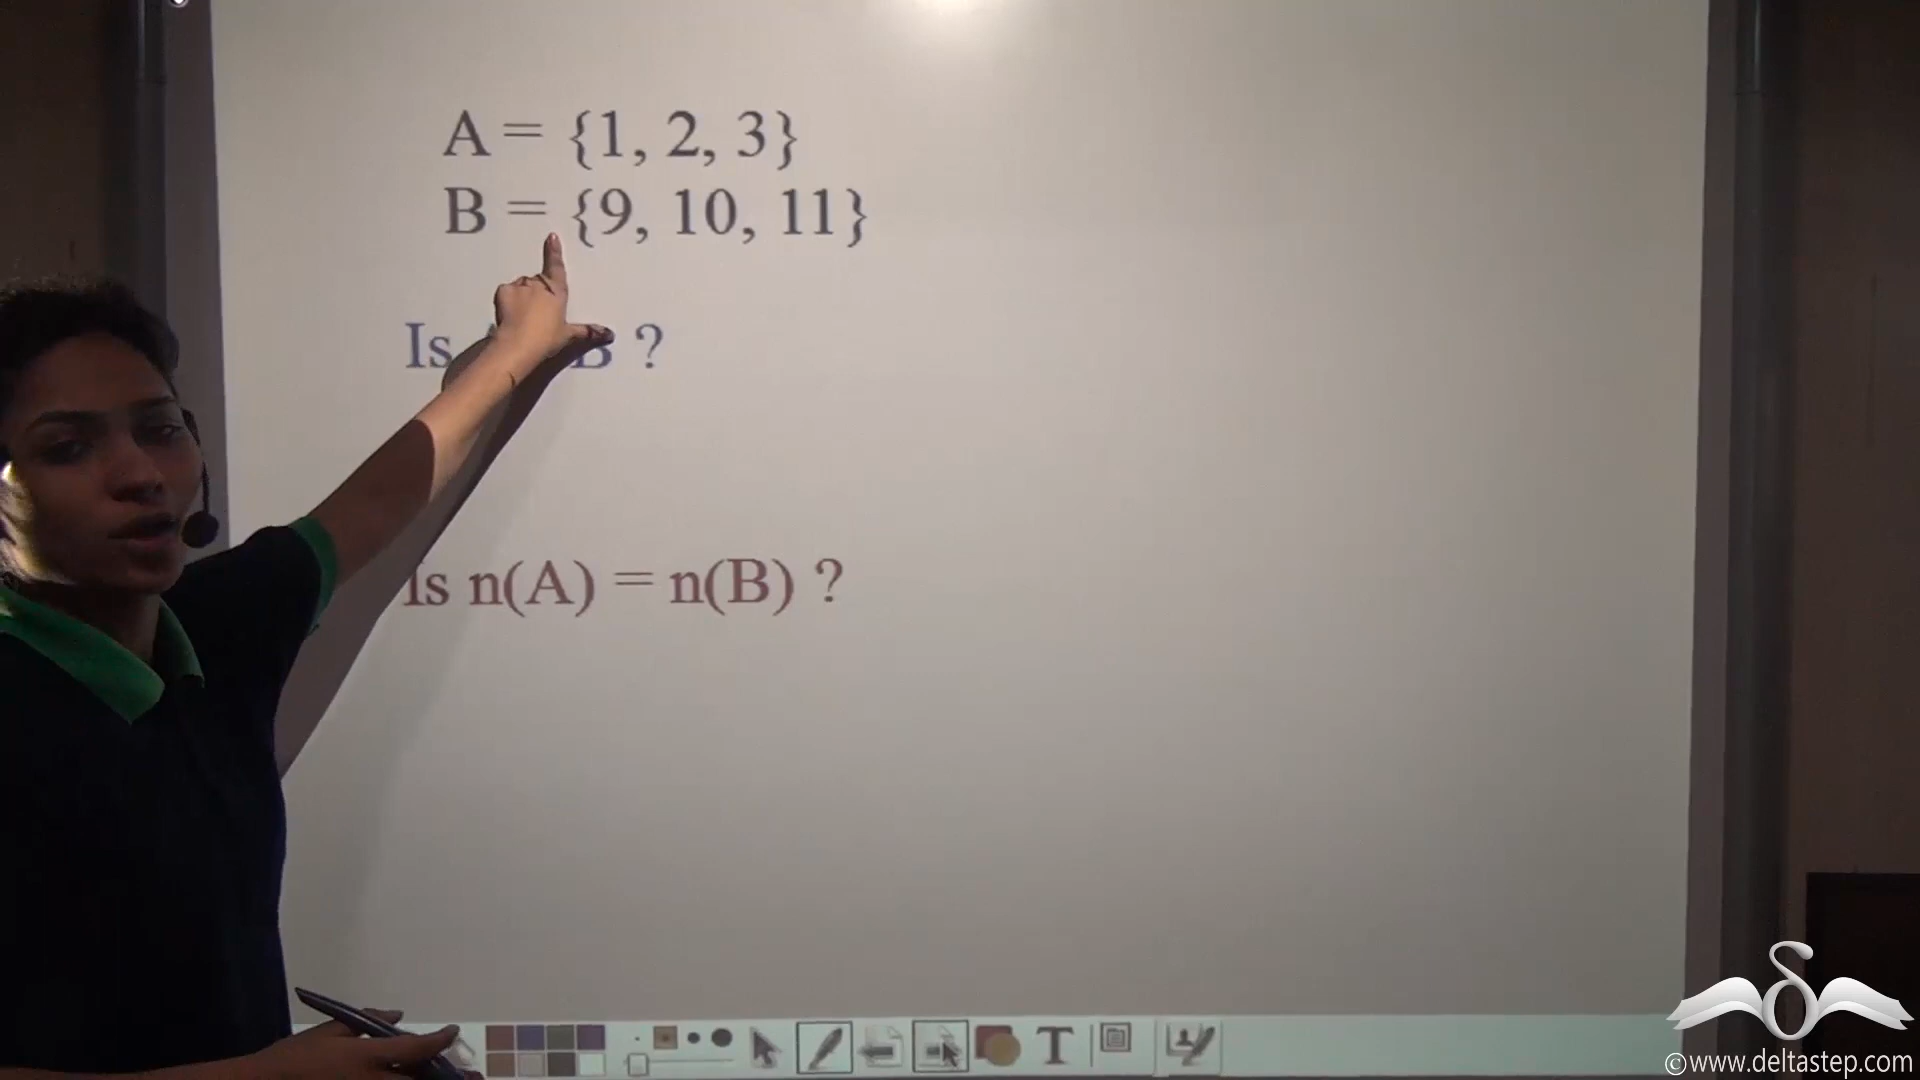 A = {1, 2, 3}
B = {9, 10, 11}
Is B ?
Is n(A) = n(B) ?
T
©www.deltastep.com